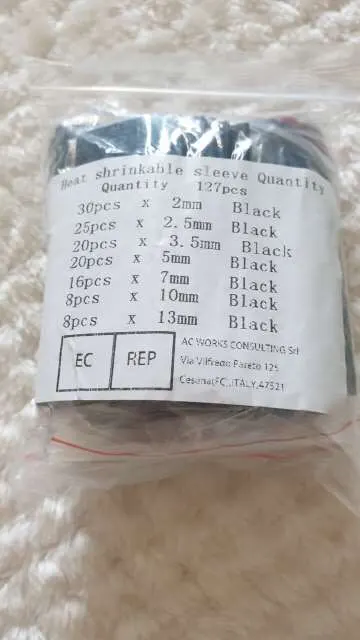 Heat shrinkable sleeve Quantity
Quantity 127pcs
30pcs x 2mm Black
25pcs x 2.5mm Black
20pcs x 3.5mm Black
20pcs x 5mm Black
16pcs x 7mm Black
8pcs x 10mm Black
8pcs x 13mm Black
EC REP
AC WORKS CONSULTING Srl
Via Vilfredo Pareto 125
Cesena(FC), ITALY, 47521